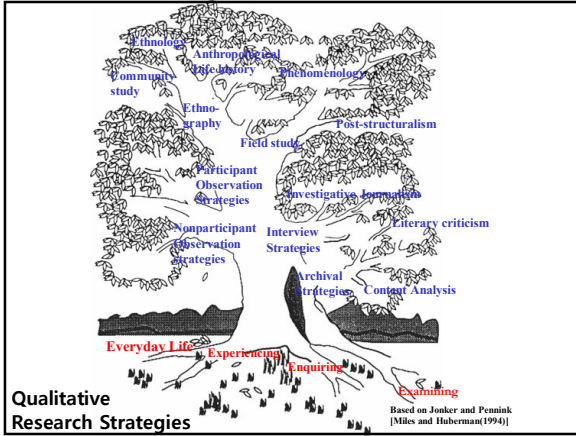 Ethnology
Anthropological
Life history
Phenomenology
Community
study
Ethno-
graphy
Post-structuralism
Field study
Participant
Observation
Strategies
Investigative Journalism
Nonparticipant
Observation
strategies
Interview
Strategies
Literary criticism
Archival
Strategies
Content Analysis
Everyday Life
Experiencing
Enquiring
Examining
Qualitative
Research Strategies
Based on Jonker and Pennink
[Miles and Huberman(1994)]